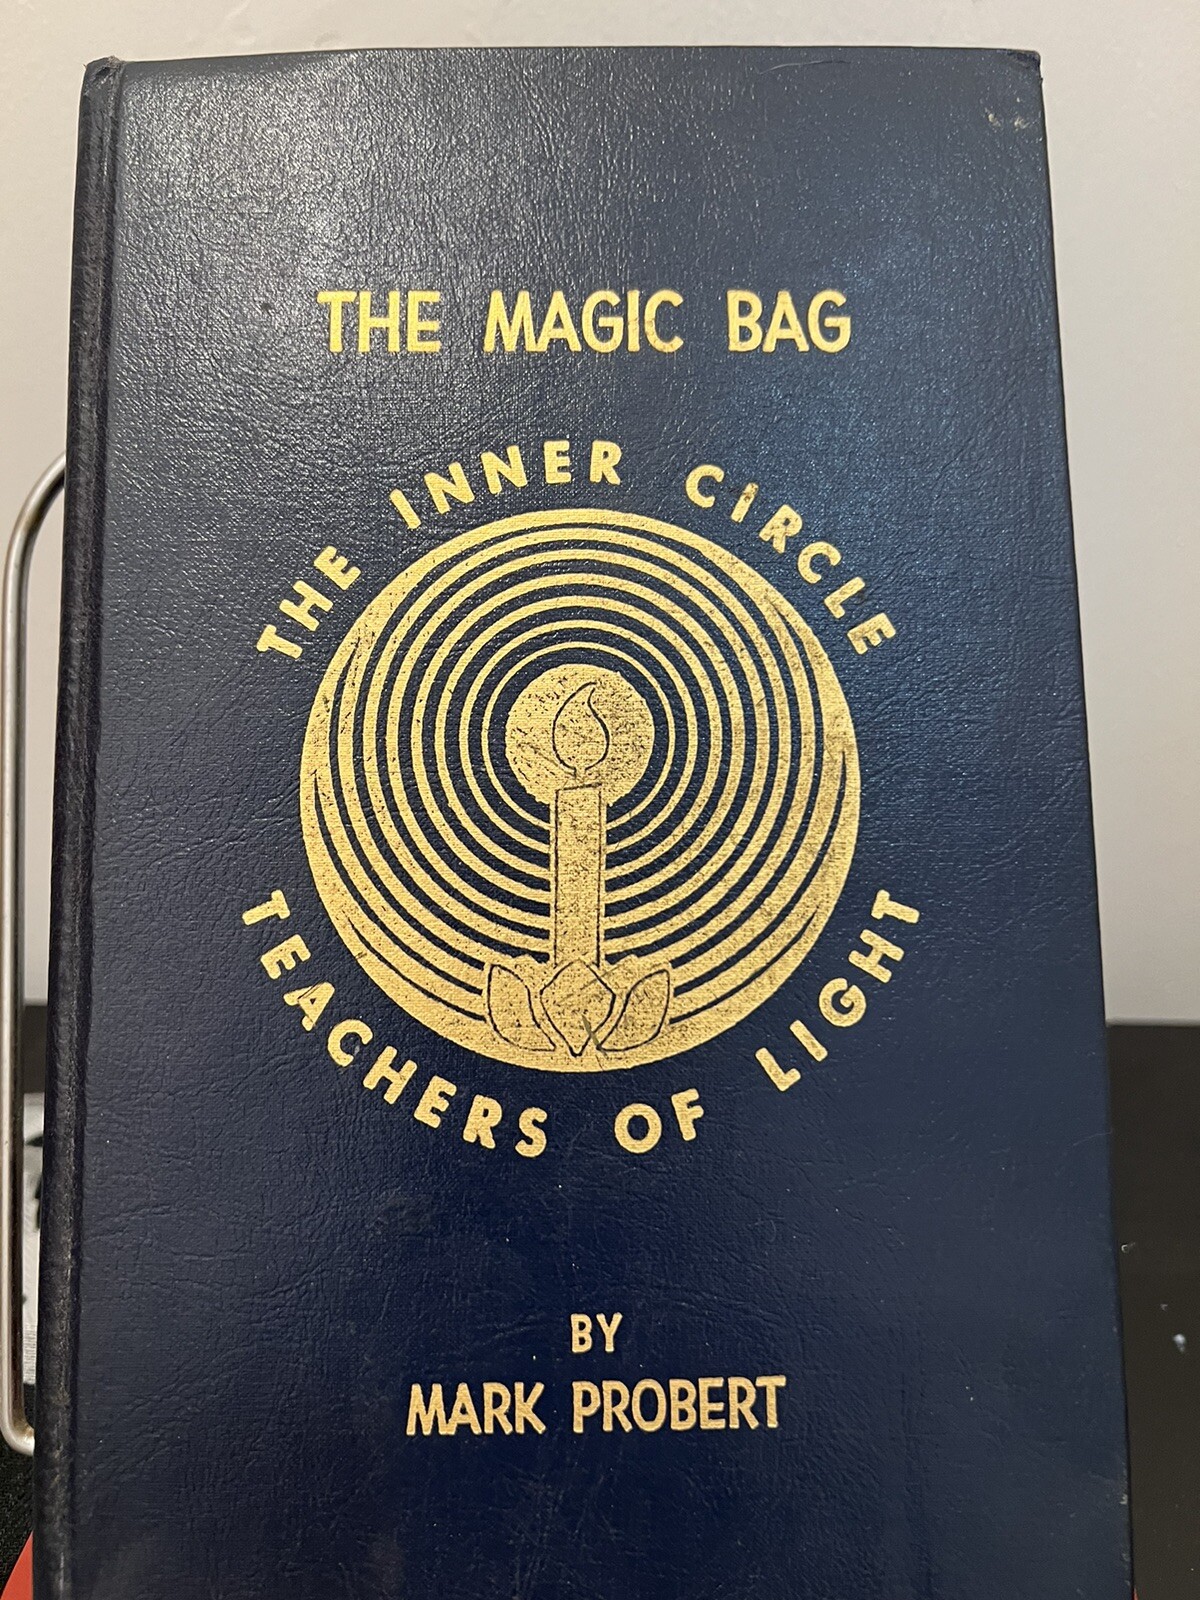 THE MAGIC BAG
THE INNER CIRCLE
TEACHERS OF LIGHT
BY
MARK PROBERT